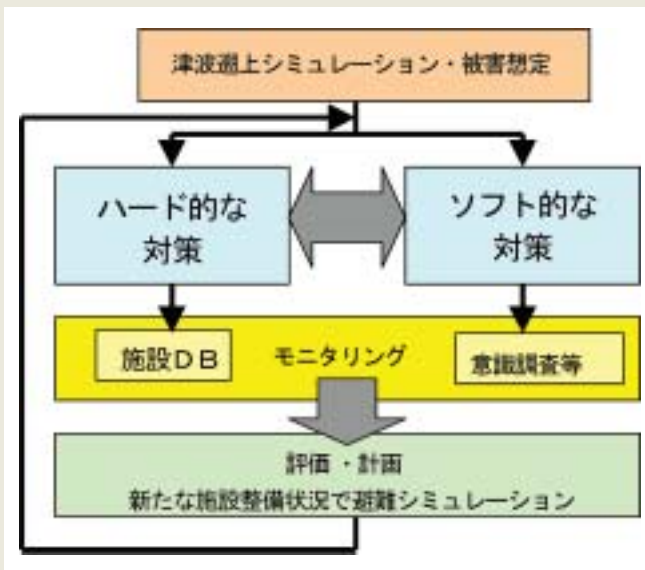 津波遡上シミュレーション・被害想定
ハード的な
対策
ソフト的な
対策
施設DB
モニタリング
意識調査等
評価・計画
新たな施設整備状況で避難シミュレーション